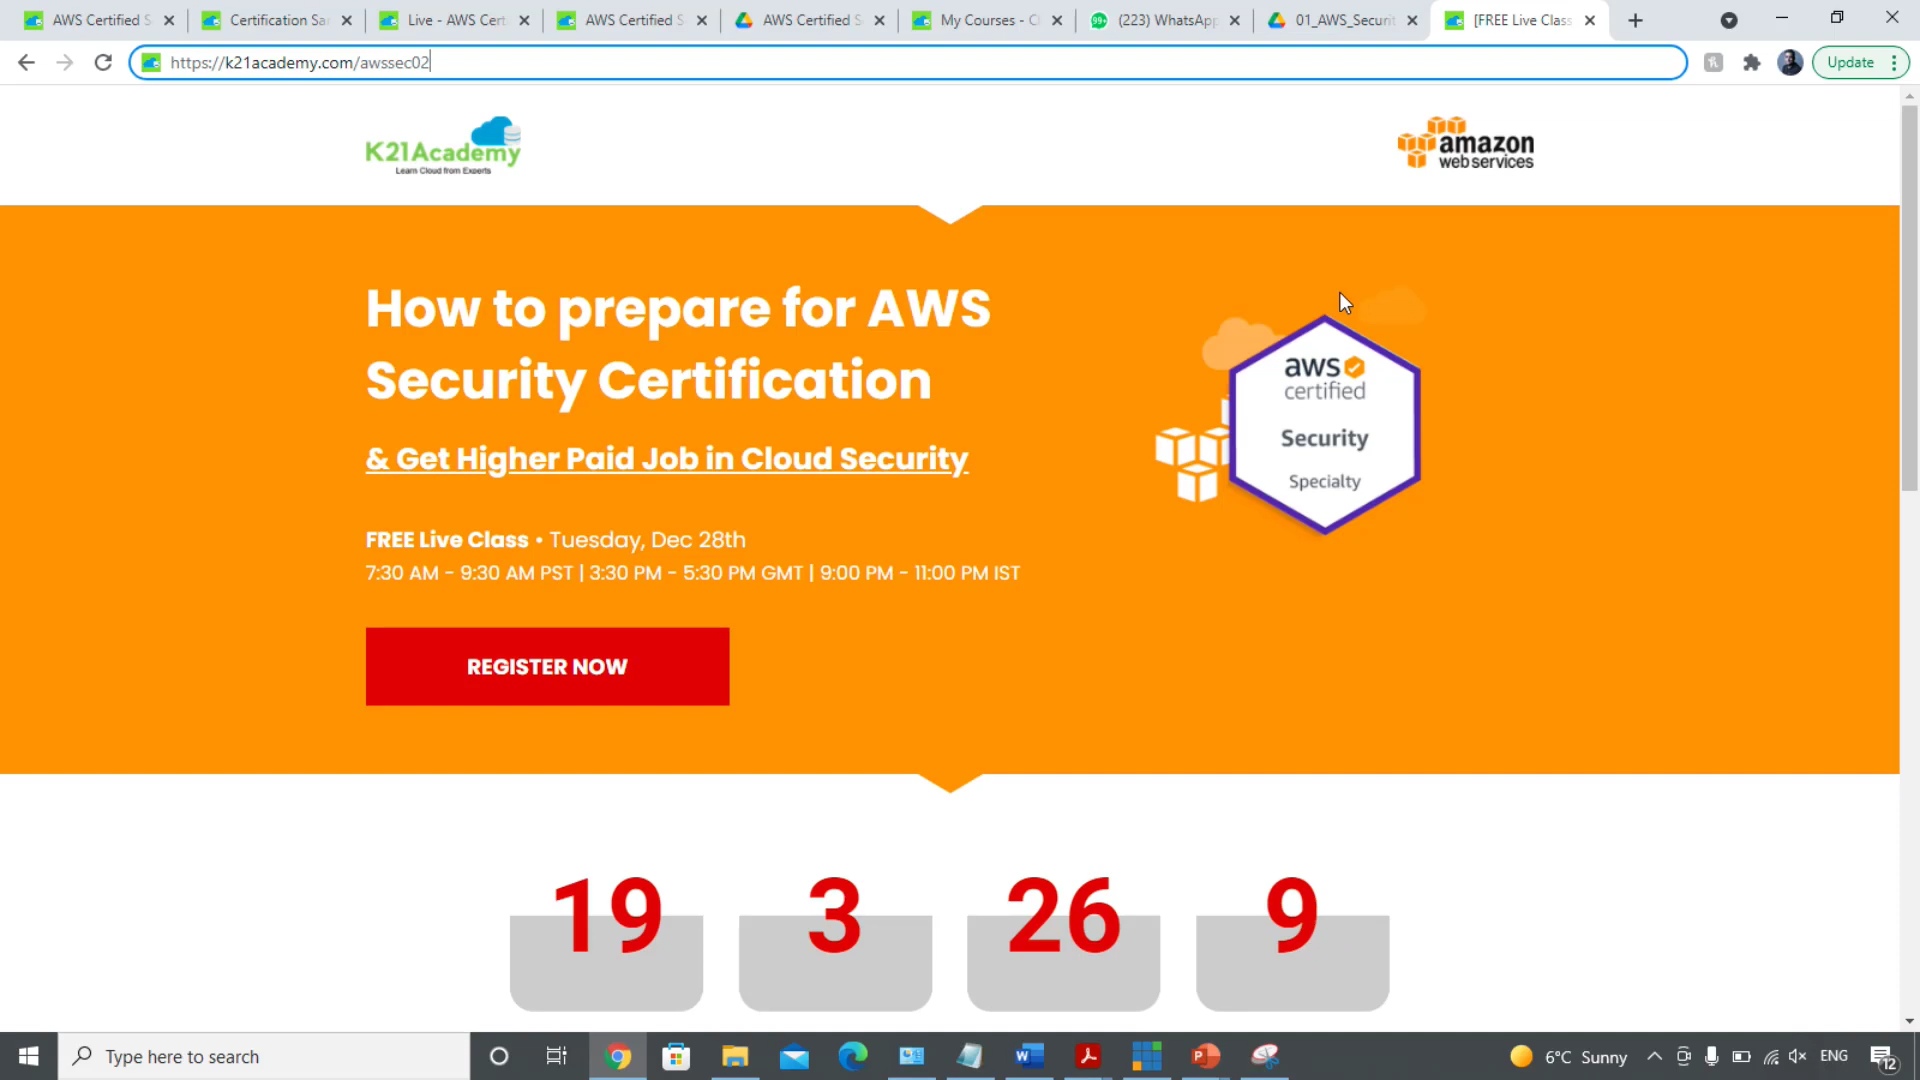 AWS Certified S
Certification Sa
Live - AWS Cert
AWS Certified S
AWS Certified S
My Courses - C
99+
(223) WhatsApp
01_AWS_Securit
[FREE Live Class
https://k21academy.com/awssec02
Update
K21Academy
Learn Cloud from Experts
amazon
web services
How to prepare for AWS
Security Certification
& Get Higher Paid Job in Cloud Security
FREE Live Class • Tuesday, Dec 28th
7:30 AM - 9:30 AM PST | 3:30 PM - 5:30 PM GMT | 9:00 PM - 11:00 PM IST
REGISTER NOW
aws
certified
Security
Specialty
19 3 26 9
Type here to search
6°C Sunny
ENG
12